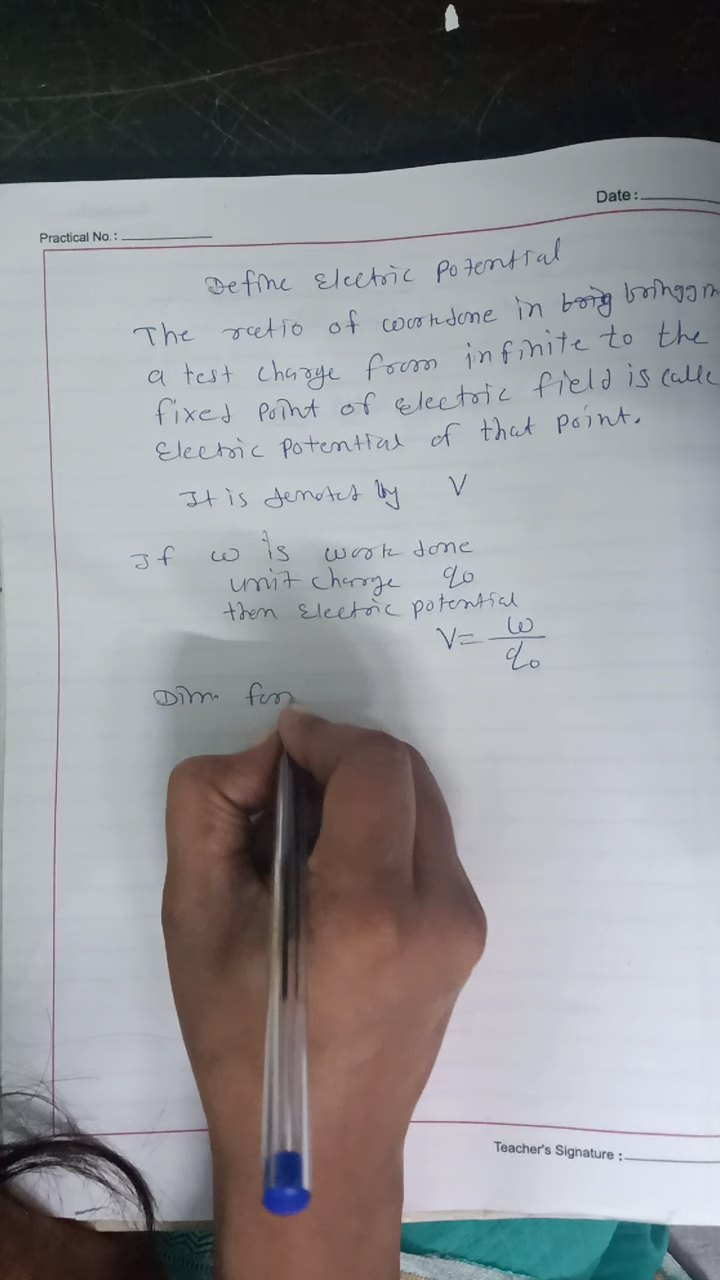 Date:
Practical No.:
Define Electric Potential
The ratio of workdone in bringgin
a test charge from infinite to the
fixed Point of electric field is calle
Electric Potential of that point.
It is denoted by V
If w is work done
unit charge q₀
then Electric potential
V= w/q₀
Dim for
Teacher's Signature :